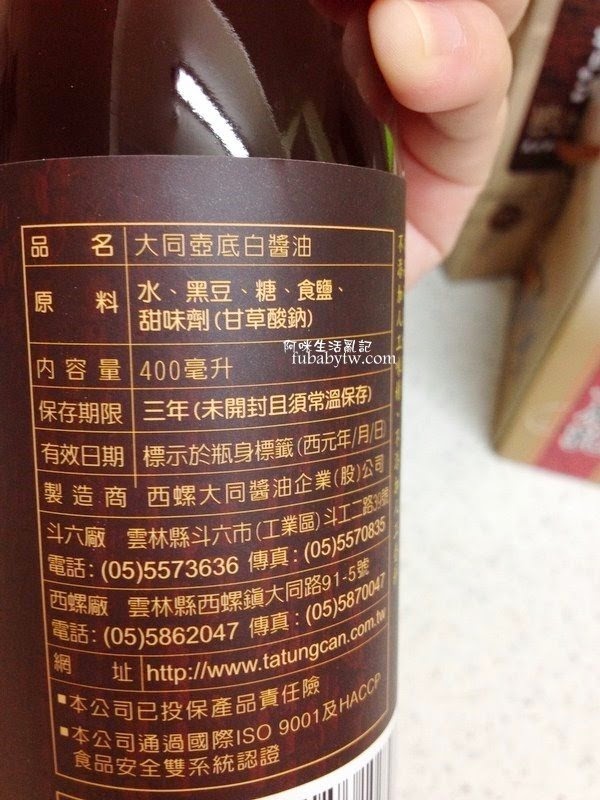 品名 大同壺底白醬油
原料 水、黑豆、糖、食鹽、
甜味劑(甘草酸鈉)
阿咪生活亂記
fubabytw.com
內容量 400毫升
保存期限 三年(未開封且須常溫保存)
有效日期 標示於瓶身標籤(西元年/月/日)
製造商 西螺大同醬油企業(股)公司
斗六廠 雲林縣斗六市(工業區)斗工二路39號
電話:(05)5573636 傳真:(05)5570835
西螺廠 雲林縣西螺鎮大同路91-5號
電話:(05)5862047 傳真:(05)5870047
網址 http://www.tatungcan.com.tw
■本公司已投保產品責任險
■本公司通過國際ISO 9001及HACCP
食品安全雙系統認證